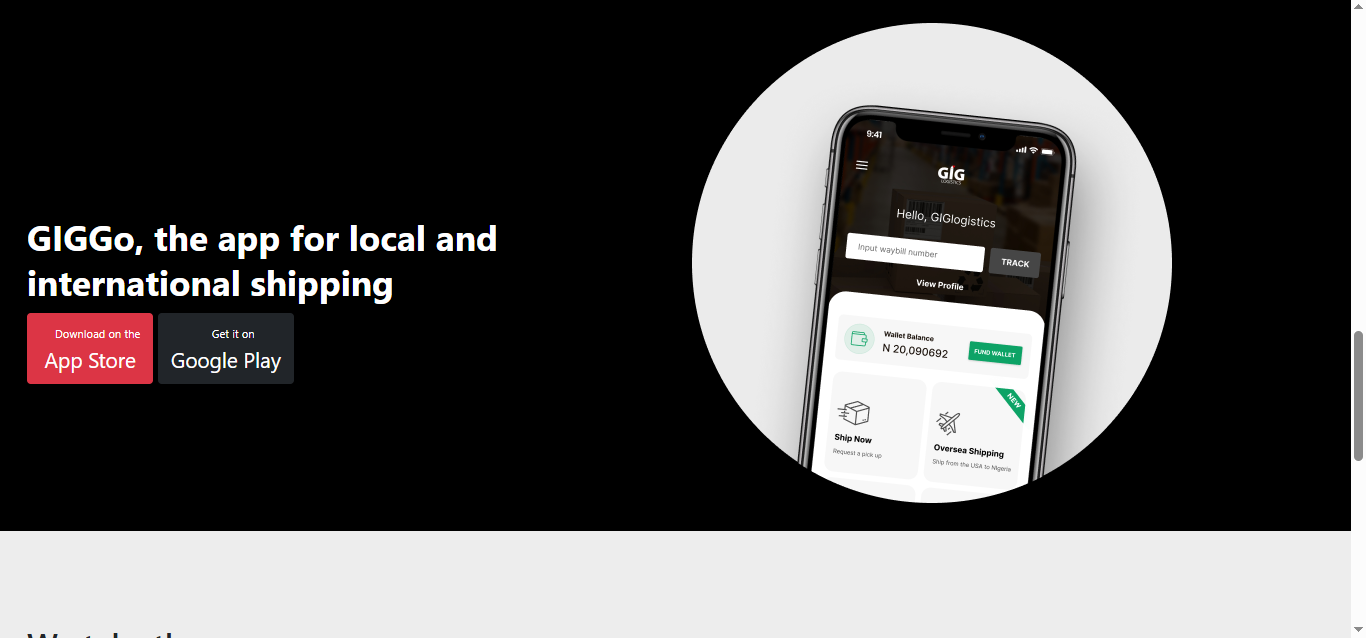 GIGGo, the app for local and
international shipping
Download on the
App Store
Get it on
Google Play
9:41
GIG
LOGISTICS
Hello, GIGlogistics
Input waybill number
TRACK
View Profile
Wallet Balance
N 20,090692
FUND WALLET
NEW
Ship Now
Request a pick up
Oversea Shipping
Ship from the USA to Nigeria